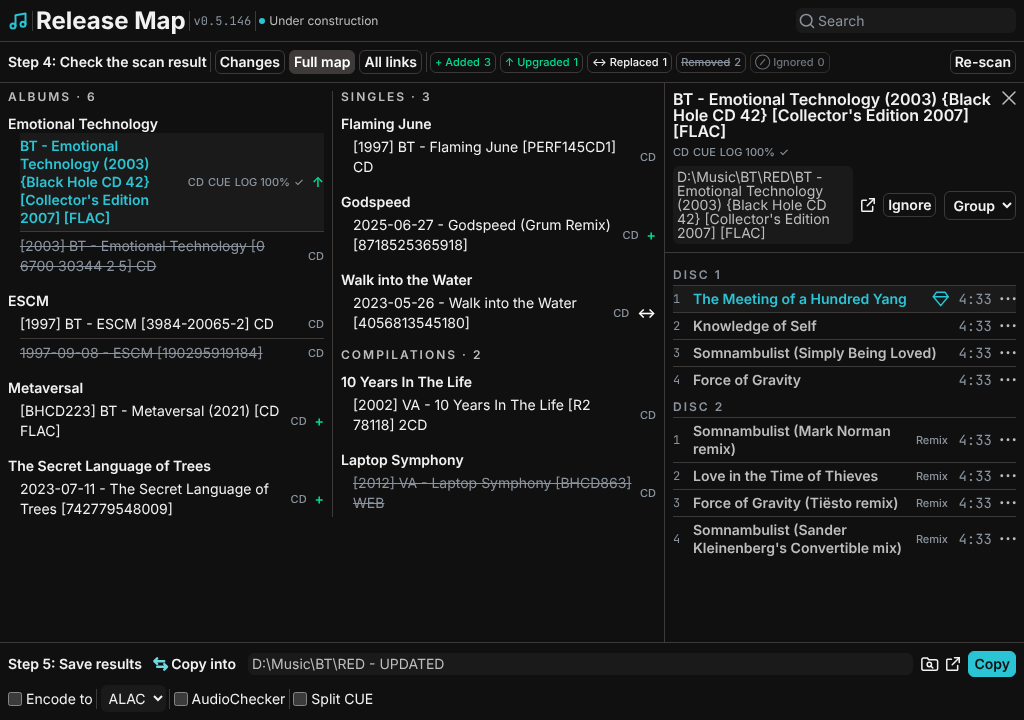 Release Map v0.5.146 Under construction Search
Step 4: Check the scan result Changes Full map All links + Added 3 ↑ Upgraded 1 ↔ Replaced 1 Removed 2 Ignored 0 Re-scan
ALBUMS · 6
Emotional Technology
BT - Emotional
Technology (2003)
{Black Hole CD 42}
[Collector's Edition
2007] [FLAC]
CD CUE LOG 100% ✓ ↑
[2003] BT - Emotional Technology [0
6700 30344 2 5] CD
CD
ESCM
[1997] BT - ESCM [3984-20065-2] CD CD
1997-09-08 - ESCM [190295919184] CD
Metaversal
[BHCD223] BT - Metaversal (2021) [CD
FLAC]
CD +
The Secret Language of Trees
2023-07-11 - The Secret Language of
Trees [742779548009]
CD +
SINGLES · 3
Flaming June
[1997] BT - Flaming June [PERF145CD1]
CD
CD
Godspeed
2025-06-27 - Godspeed (Grum Remix)
[8718525365918]
CD +
Walk into the Water
2023-05-26 - Walk into the Water
[4056813545180]
CD ↔
COMPILATIONS · 2
10 Years In The Life
[2002] VA - 10 Years In The Life [R2
78118] 2CD
CD
Laptop Symphony
[2012] VA - Laptop Symphony [BHCD863]
WEB
CD
BT - Emotional Technology (2003) {Black
Hole CD 42} [Collector's Edition 2007]
[FLAC]
CD CUE LOG 100% ✓
D:\Music\BT\RED\BT -
Emotional Technology
(2003) {Black Hole CD
42} [Collector's Edition
2007] [FLAC]
Ignore Group
DISC 1
1 The Meeting of a Hundred Yang 4:33 ···
2 Knowledge of Self 4:33 ···
3 Somnambulist (Simply Being Loved) 4:33 ···
4 Force of Gravity 4:33 ···
DISC 2
1 Somnambulist (Mark Norman
remix) Remix 4:33 ···
2 Love in the Time of Thieves Remix 4:33 ···
3 Force of Gravity (Tiësto remix) Remix 4:33 ···
4 Somnambulist (Sander
Kleinenberg's Convertible mix) Remix 4:33 ···
Step 5: Save results Copy into D:\Music\BT\RED - UPDATED Copy
Encode to ALAC AudioChecker Split CUE